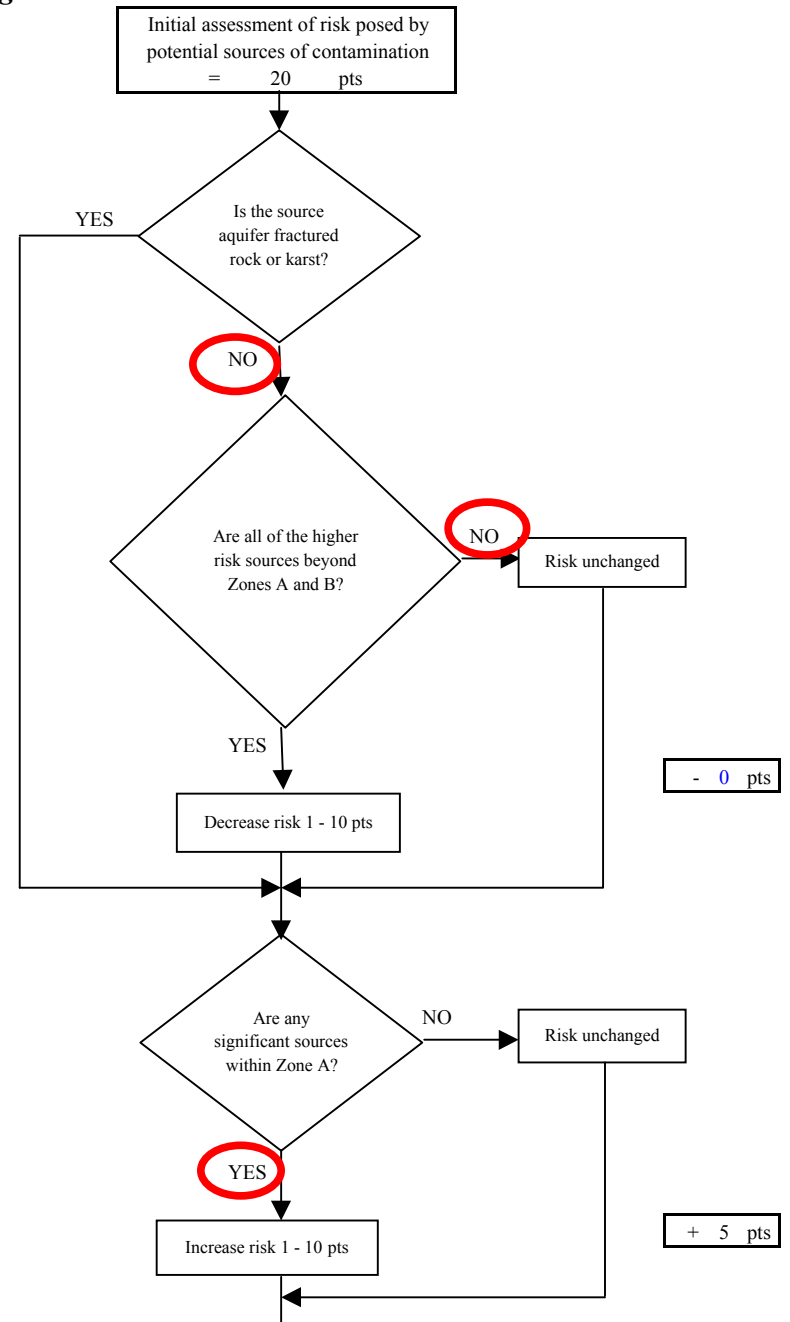 g
Initial assessment of risk posed by
potential sources of contamination
= 20 pts
Is the source
aquifer fractured
rock or karst?
YES
NO
Are all of the higher
risk sources beyond
Zones A and B?
NO
Risk unchanged
YES
- 0 pts
Decrease risk 1 - 10 pts
Are any
significant sources
within Zone A?
NO
Risk unchanged
YES
Increase risk 1 - 10 pts
+ 5 pts